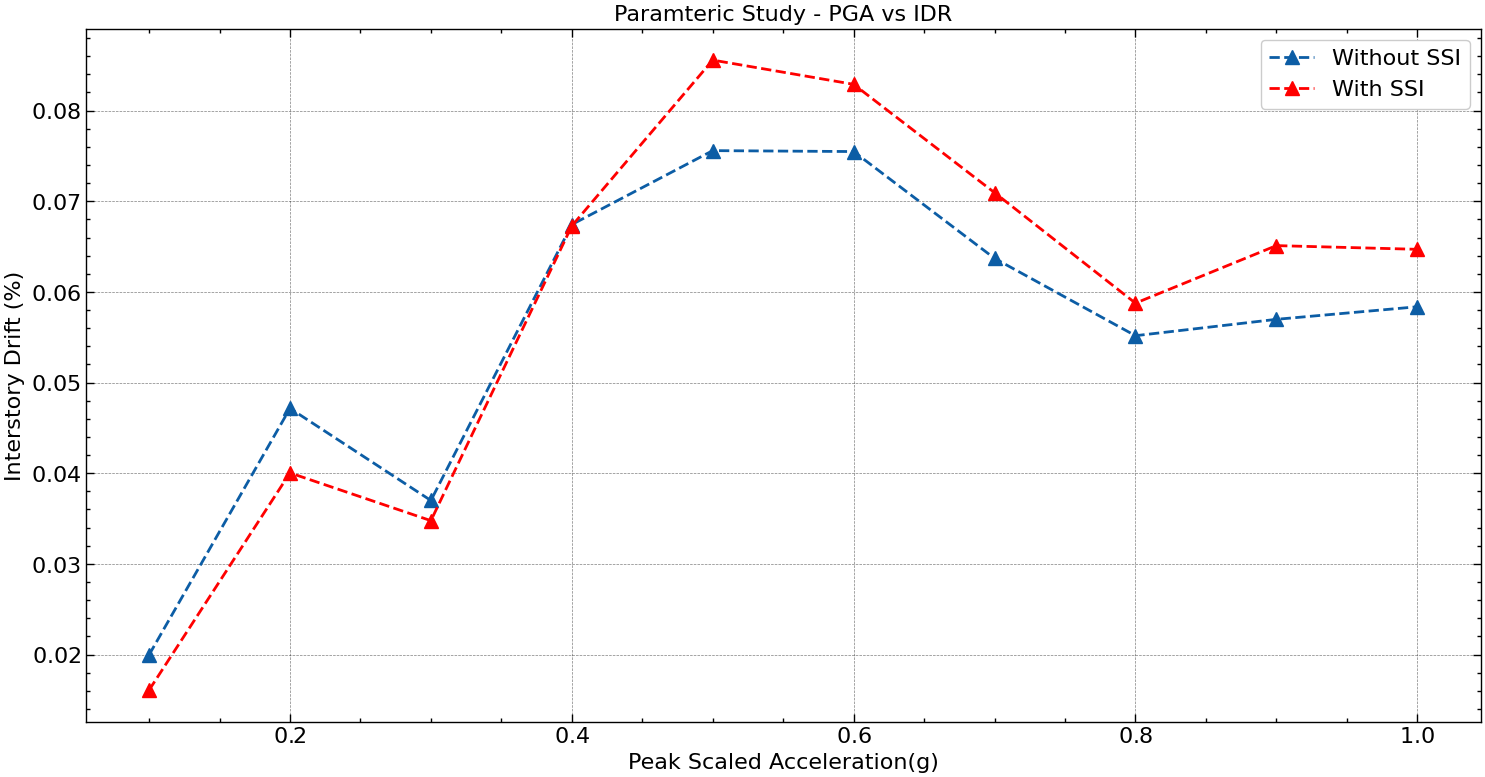 Paramteric Study - PGA vs IDR
Without SSI
With SSI
Interstory Drift (%)
0.08
0.07
0.06
0.05
0.04
0.03
0.02
0.2
0.4
0.6
0.8
1.0
Peak Scaled Acceleration(g)